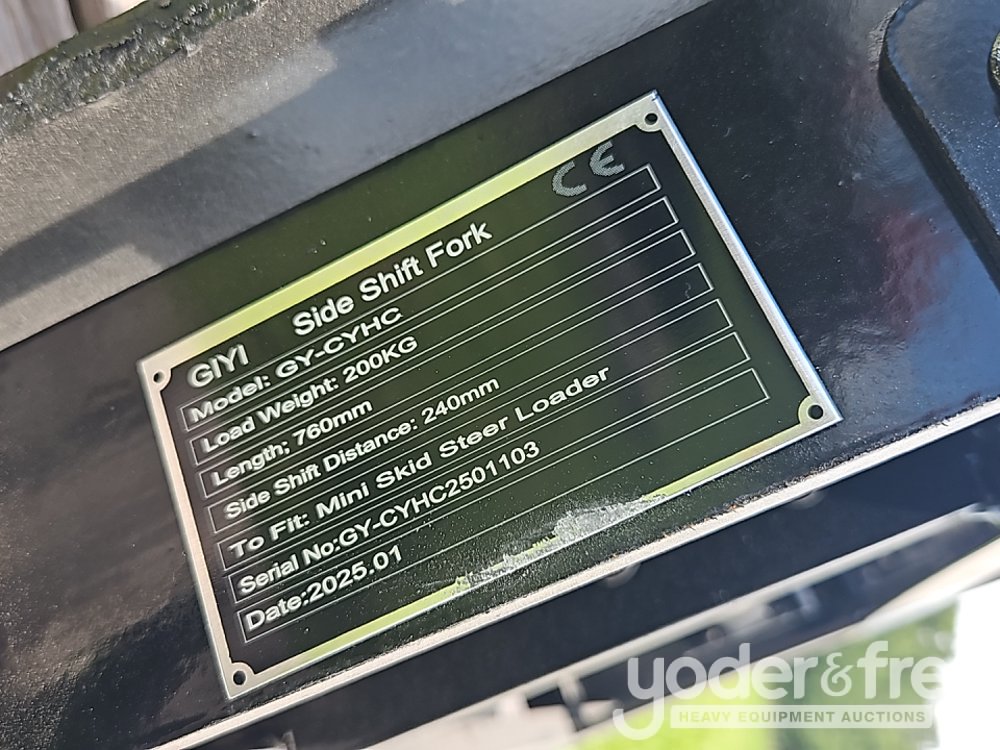 CE
GIYI Side Shift Fork
Model: GY-CYHC
Load Weight: 200KG
Length; 760mm
Side Shift Distance: 240mm
To Fit: Mini Skid Steer Loader
Serial No:GY-CYHC2501103
Date:2025.01
yoder&fre
HEAVY EQUIPMENT AUCTIONS